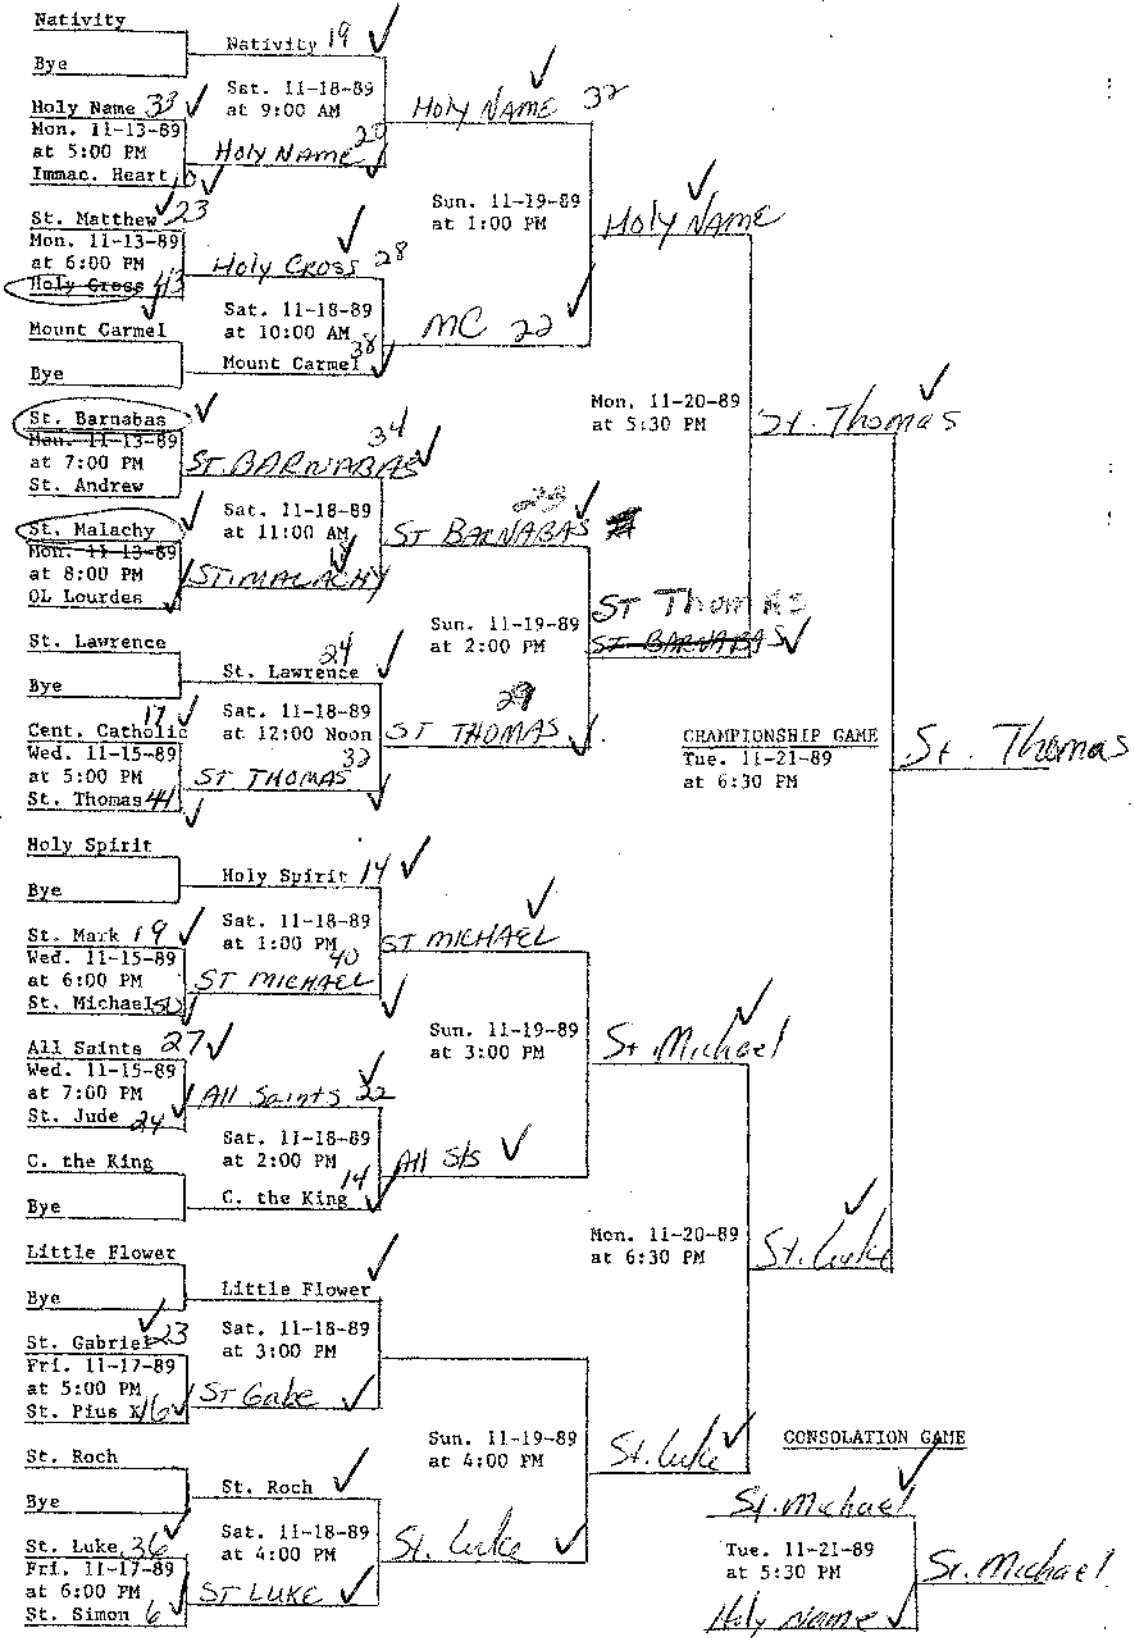 Nativity
Bye
Nativity 19
Sat. 11-18-89
at 9:00 AM
Holy Name 33
Mon. 11-13-89
at 5:00 PM
Immac. Heart 10
Holy Name
Holy Name 32
St. Matthew 23
Mon. 11-13-89
at 6:00 PM
Holy Cross 43
Holy Cross 28
Sat. 11-18-89
at 10:00 AM
Mount Carmel
Bye
Mount Carmel 38
MC 22
Sun. 11-19-89
at 1:00 PM
Holy Name
St. Barnabas
Mon. 11-13-89
at 7:00 PM
St. Andrew
ST. BARNABAS 34
Sat. 11-18-89
at 11:00 AM
St. Malachy
Mon. 11-13-89
at 8:00 PM
OL Lourdes
ST. MALACHY 18
ST BARNABAS
St. Lawrence
Bye
St. Lawrence 24
Sat. 11-18-89
at 12:00 Noon
Cent. Catholic 17
Wed. 11-15-89
at 5:00 PM
St. Thomas 41
ST THOMAS 32
ST THOMAS 29
Sun. 11-19-89
at 2:00 PM
ST Thomas
ST BARNABAS
Mon. 11-20-89
at 5:30 PM
St. Thomas
CHAMPIONSHIP GAME
Tue. 11-21-89
at 6:30 PM
St. Thomas
Holy Spirit
Bye
Holy Spirit 14
Sat. 11-18-89
at 1:00 PM
St. Mark 19
Wed. 11-15-89
at 6:00 PM
St. Michael 50
ST MICHAEL 40
ST MICHAEL
All Saints 27
Wed. 11-15-89
at 7:00 PM
St. Jude 24
All Saints 22
Sat. 11-18-89
at 2:00 PM
C. the King
Bye
C. the King 14
All Sts
Sun. 11-19-89
at 3:00 PM
St. Michael
Little Flower
Bye
Little Flower
Sat. 11-18-89
at 3:00 PM
St. Gabriel 23
Fri. 11-17-89
at 5:00 PM
St. Pius X 16
ST Gabe
St. Roch
Bye
St. Roch
Sat. 11-18-89
at 4:00 PM
St. Luke 36
Fri. 11-17-89
at 6:00 PM
St. Simon 6
ST LUKE
St. Luke
Sun. 11-19-89
at 4:00 PM
St. Luke
Mon. 11-20-89
at 6:30 PM
St. Luke
CONSOLATION GAME
St. Michael
Tue. 11-21-89
at 5:30 PM
Holy Name
St. Michael